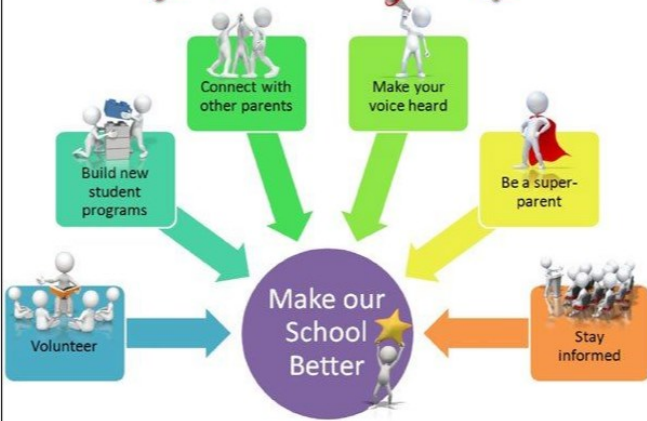 Connect with
other parents
Make your
voice heard
Build new
student
programs
Be a super-
parent
Volunteer
Make our
School
Better
Stay
informed